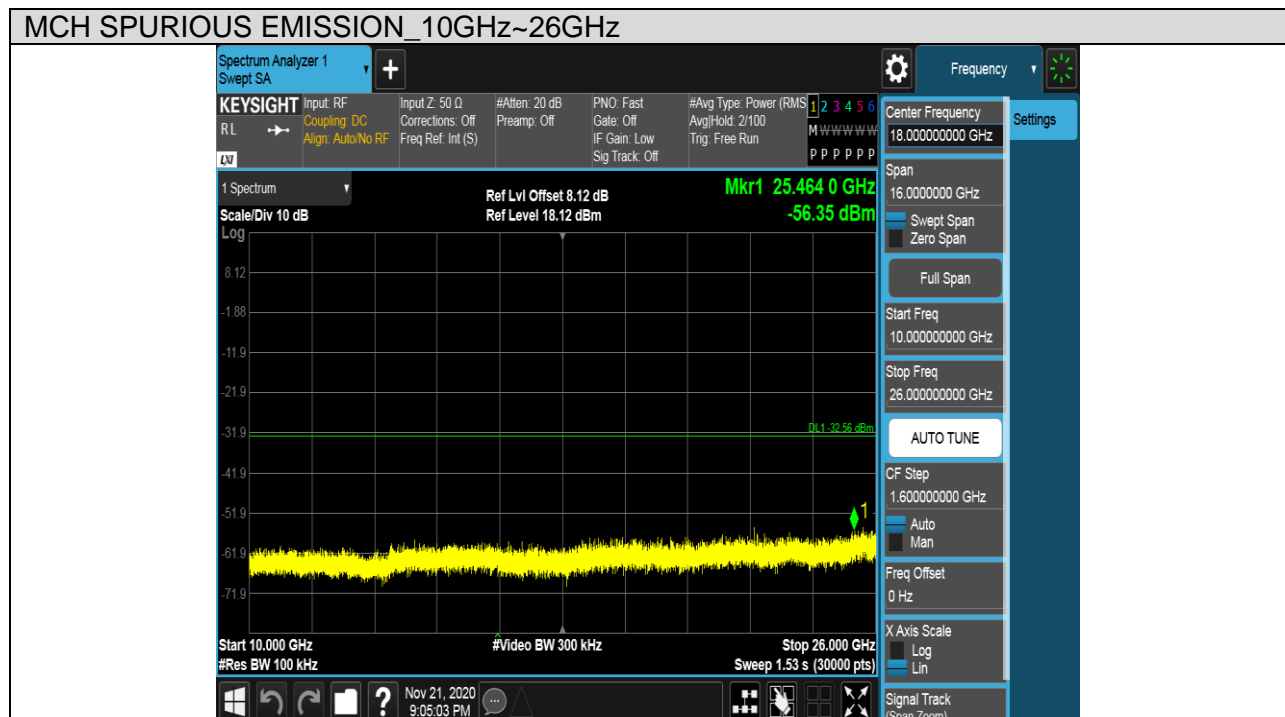 MCH SPURIOUS EMISSION_10GHz~26GHz
Spectrum Analyzer 1
Swept SA
+
Frequency
KEYSIGHT
RL
LXI
Input: RF
Coupling: DC
Align: Auto/No RF
Input Z: 50 Ω
Corrections: Off
Freq Ref: Int (S)
#Atten: 20 dB
Preamp: Off
PNO: Fast
Gate: Off
IF Gain: Low
Sig Track: Off
#Avg Type: Power (RMS
Avg|Hold: 2/100
Trig: Free Run
1 2 3 4 5 6
M W W W W W
P P P P P P
Center Frequency
18.000000000 GHz
Settings
Span
16.0000000 GHz
Swept Span
Zero Span
Full Span
Start Freq
10.000000000 GHz
Stop Freq
26.000000000 GHz
AUTO TUNE
CF Step
1.600000000 GHz
Auto
Man
Freq Offset
0 Hz
X Axis Scale
Log
Lin
Signal Track
(Span Zoom)
1 Spectrum
Scale/Div 10 dB
Ref Lvl Offset 8.12 dB
Ref Level 18.12 dBm
Mkr1 25.464 0 GHz
-56.35 dBm
Log
8.12
-1.88
-11.9
-21.9
-31.9
DL1 -32.56 dBm
-41.9
-51.9
1
-61.9
-71.9
Start 10.000 GHz
#Video BW 300 kHz
Stop 26.000 GHz
#Res BW 100 kHz
Sweep 1.53 s (30000 pts)
?
Nov 21, 2020
9:05:03 PM